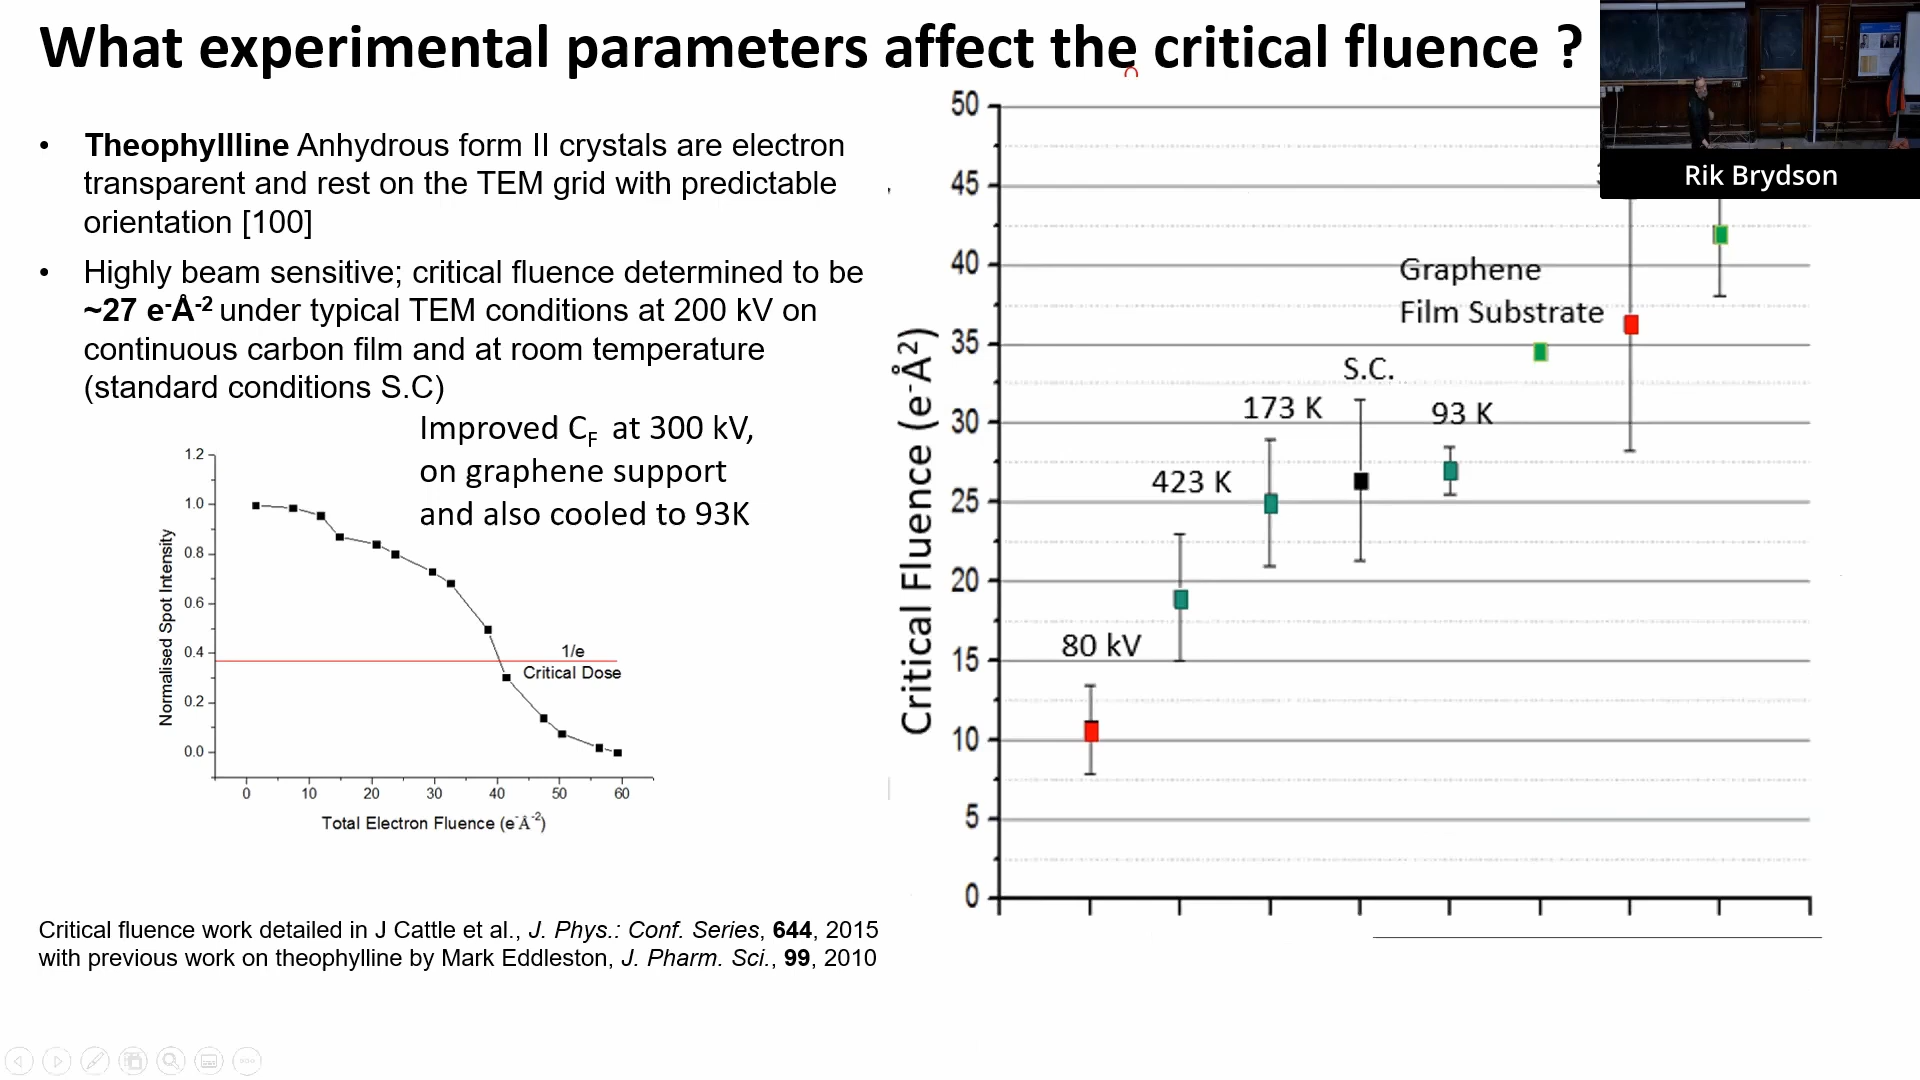 What experimental parameters affect the critical fluence ?
Rik Brydson
• Theophyllline Anhydrous form II crystals are electron
transparent and rest on the TEM grid with predictable
orientation [100]
• Highly beam sensitive; critical fluence determined to be
~27 e⁻Å⁻² under typical TEM conditions at 200 kV on
continuous carbon film and at room temperature
(standard conditions S.C)
Improved C_F at 300 kV,
on graphene support
and also cooled to 93K
Normalised Spot Intensity
1.2
1.0
0.8
0.6
0.4
0.2
0.0
1/e
Critical Dose
0 10 20 30 40 50 60
Total Electron Fluence (e⁻Å⁻²)
Critical Fluence (e⁻Å²)
50
45
40
35
30
25
20
15
10
5
0
80 kV
423 K
173 K
S.C.
93 K
Graphene
Film Substrate
Critical fluence work detailed in J Cattle et al., J. Phys.: Conf. Series, 644, 2015
with previous work on theophylline by Mark Eddleston, J. Pharm. Sci., 99, 2010